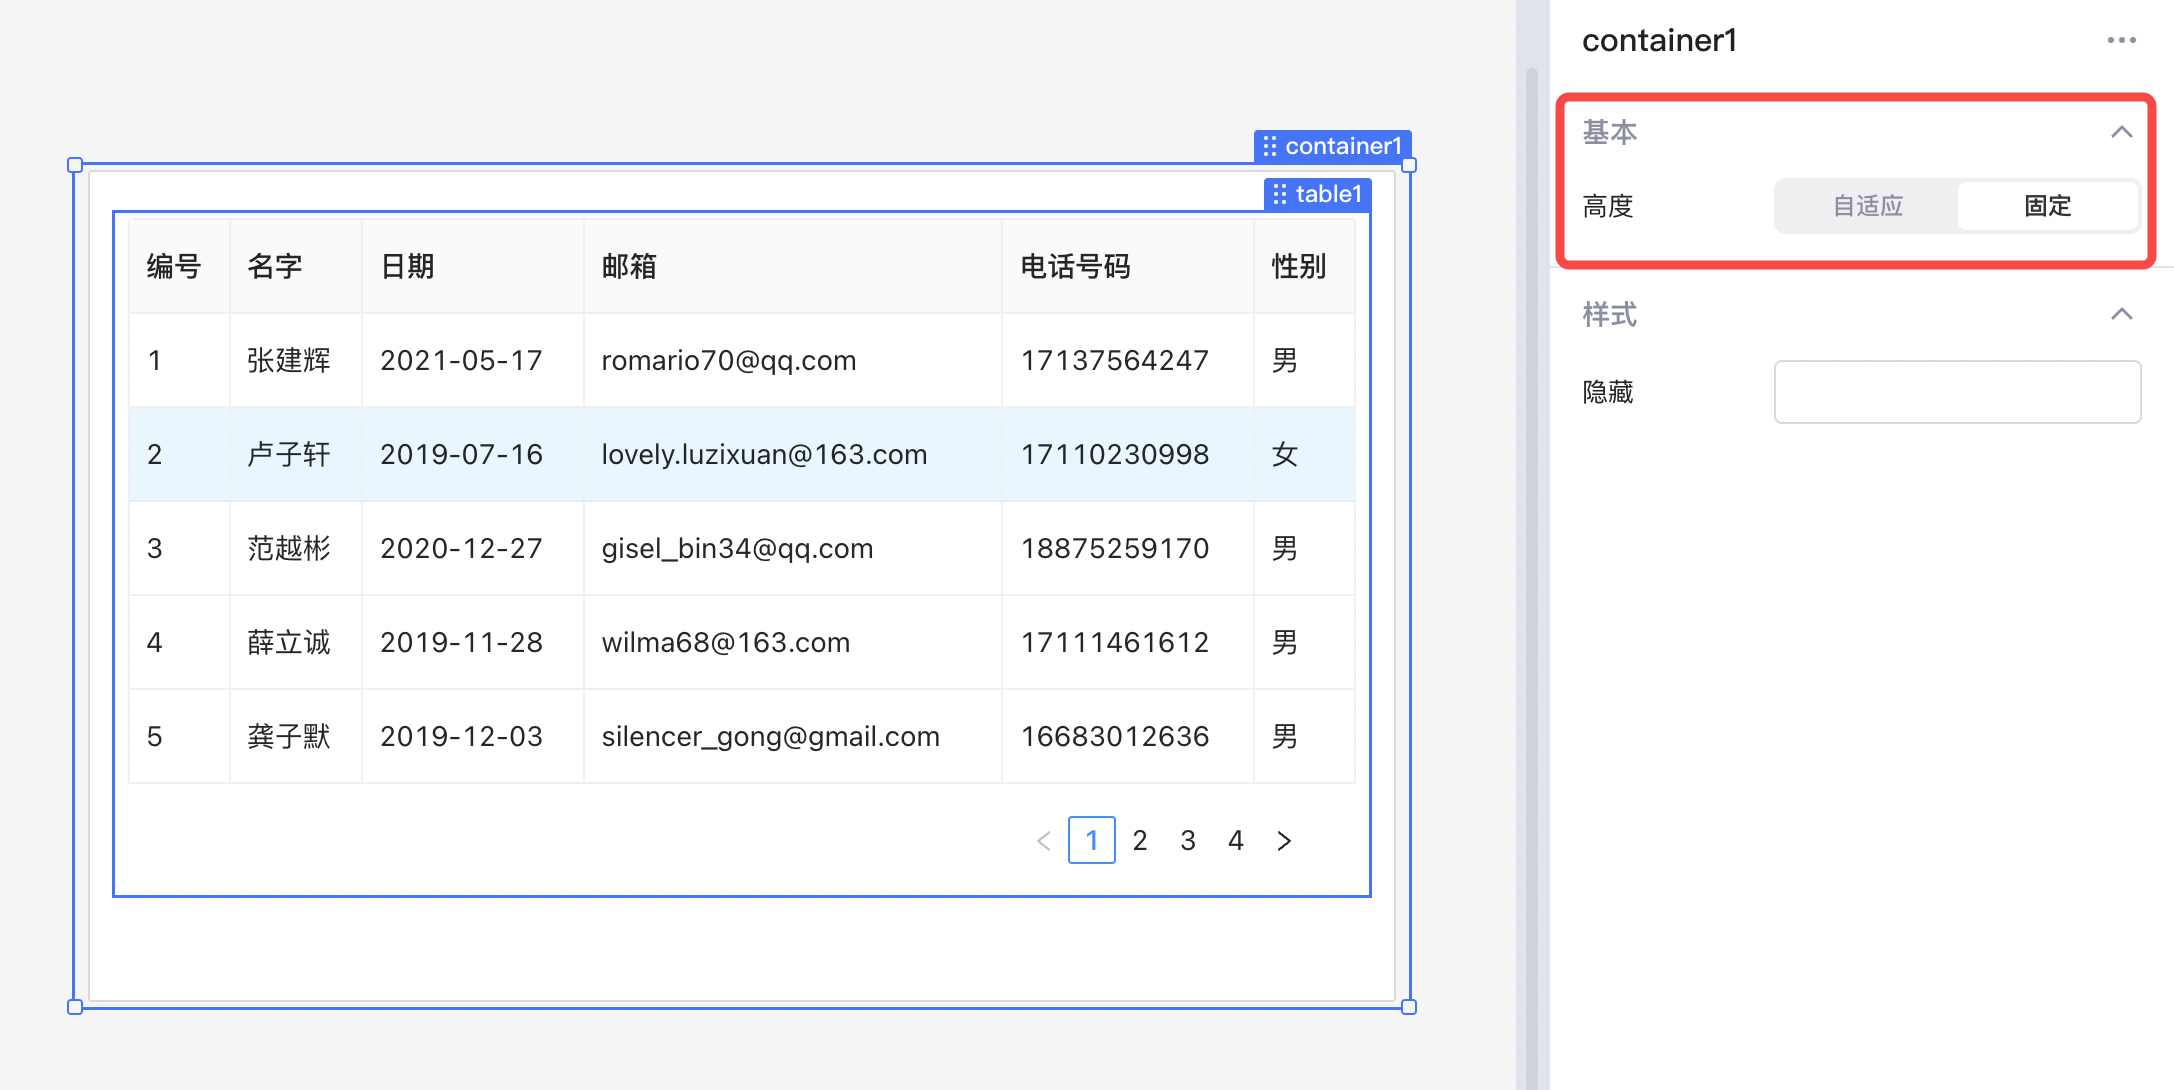 container1
table1
编号 名字 日期 邮箱 电话号码 性别
1 张建辉 2021-05-17 romario70@qq.com 17137564247 男
2 卢子轩 2019-07-16 lovely.luzixuan@163.com 17110230998 女
3 范越彬 2020-12-27 gisel_bin34@qq.com 18875259170 男
4 薛立诚 2019-11-28 wilma68@163.com 17111461612 男
5 龚子默 2019-12-03 silencer_gong@gmail.com 16683012636 男
1 2 3 4
container1
基本
高度 自适应 固定
样式
隐藏